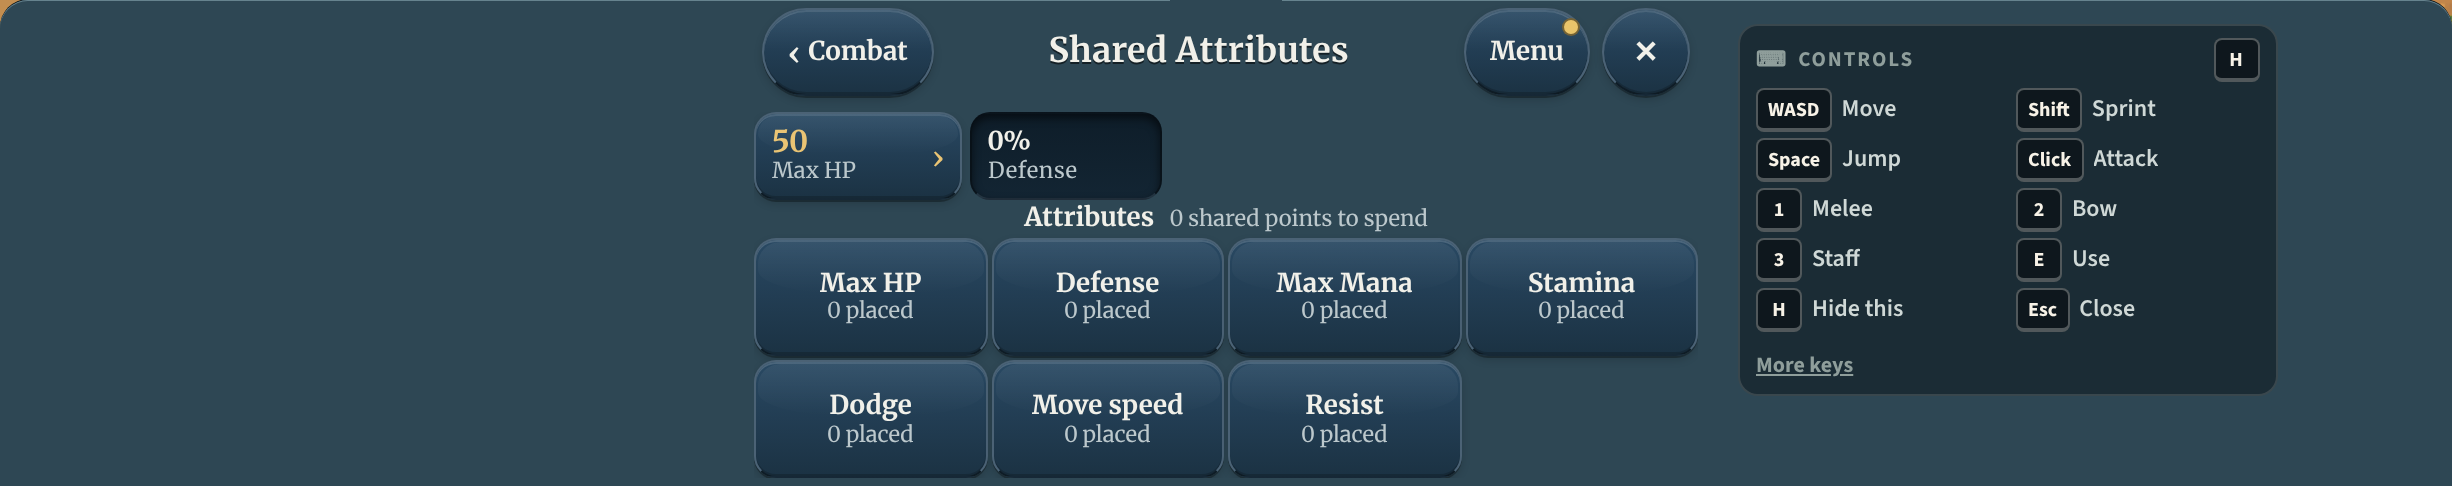 ‹ Combat
Shared Attributes
Menu
×
50
Max HP
›
0%
Defense
Attributes 0 shared points to spend
Max HP
0 placed
Defense
0 placed
Max Mana
0 placed
Stamina
0 placed
Dodge
0 placed
Move speed
0 placed
Resist
0 placed
CONTROLS H
WASD Move
Shift Sprint
Space Jump
Click Attack
1 Melee
2 Bow
3 Staff
E Use
H Hide this
Esc Close
More keys